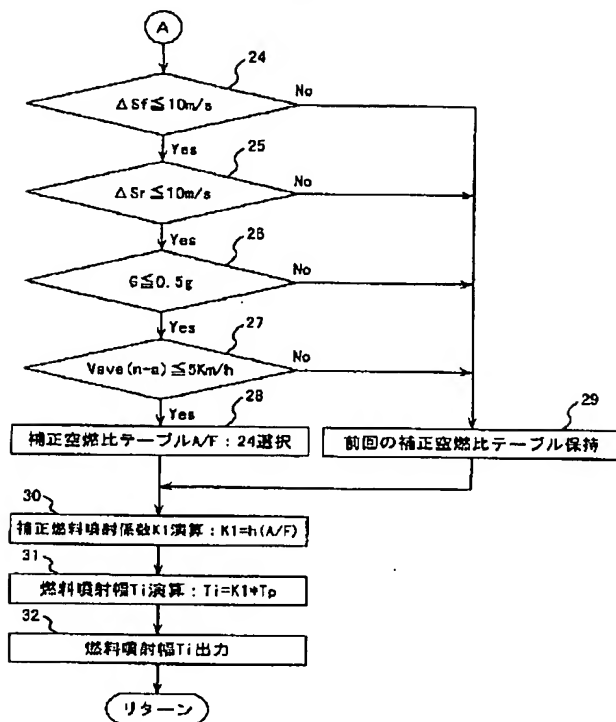 A
24
ΔSf≦10m/s
No
Yes
25
ΔSr≦10m/s
No
Yes
26
G≦0.5g
No
Yes
27
Vave(n-a)≦5Km/h
No
Yes
28
補正空燃比テーブルA/F：24選択
29
前回の補正空燃比テーブル保持
30
補正燃料噴射係数K1演算：K1=h(A/F)
31
燃料噴射幅Ti演算：Ti=K1*Tp
32
燃料噴射幅Ti出力
リターン